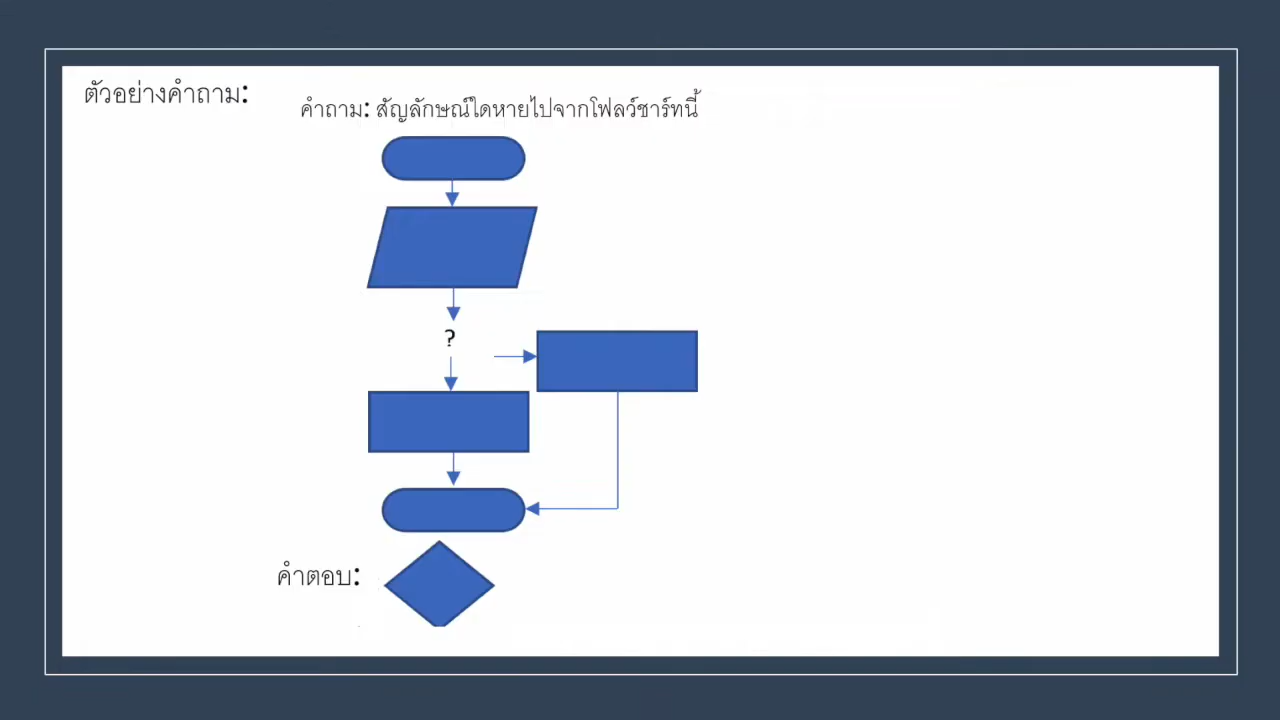 ตัวอย่างคำถาม:
คำถาม: สัญลักษณ์ใดหายไปจากโฟลว์ชาร์ทนี้
?
คำตอบ: